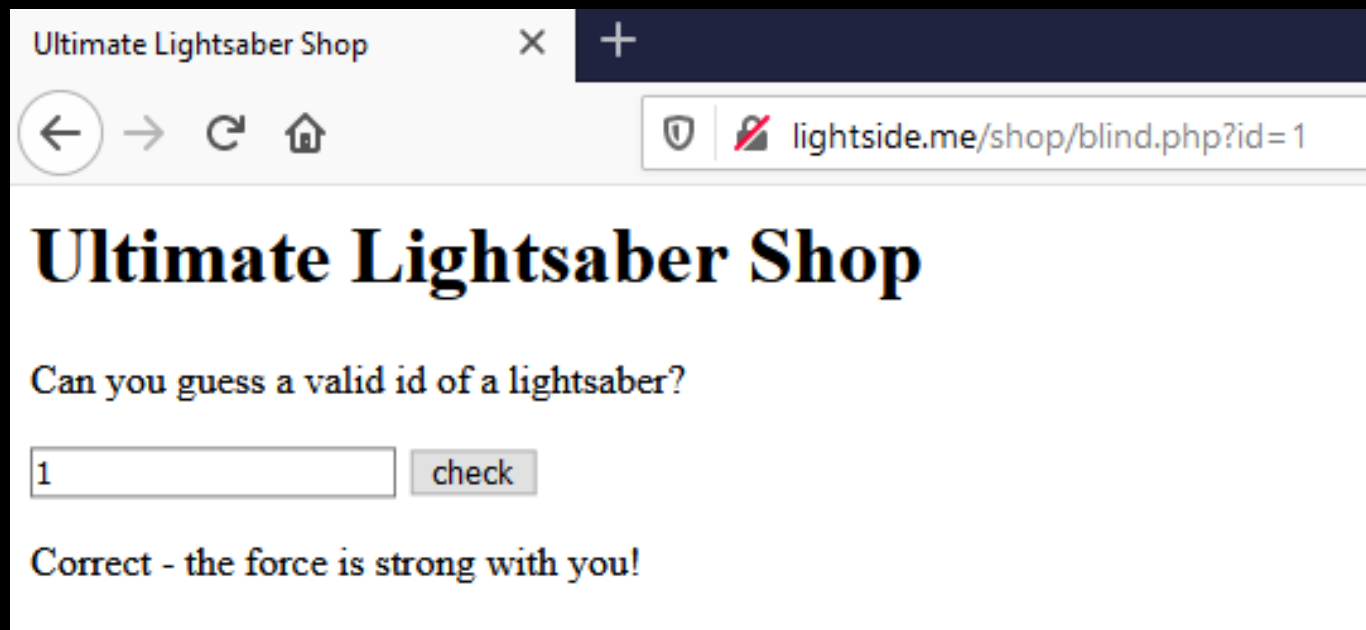 Ultimate Lightsaber Shop
lightside.me/shop/blind.php?id=1
Ultimate Lightsaber Shop
Can you guess a valid id of a lightsaber?
1 check
Correct - the force is strong with you!